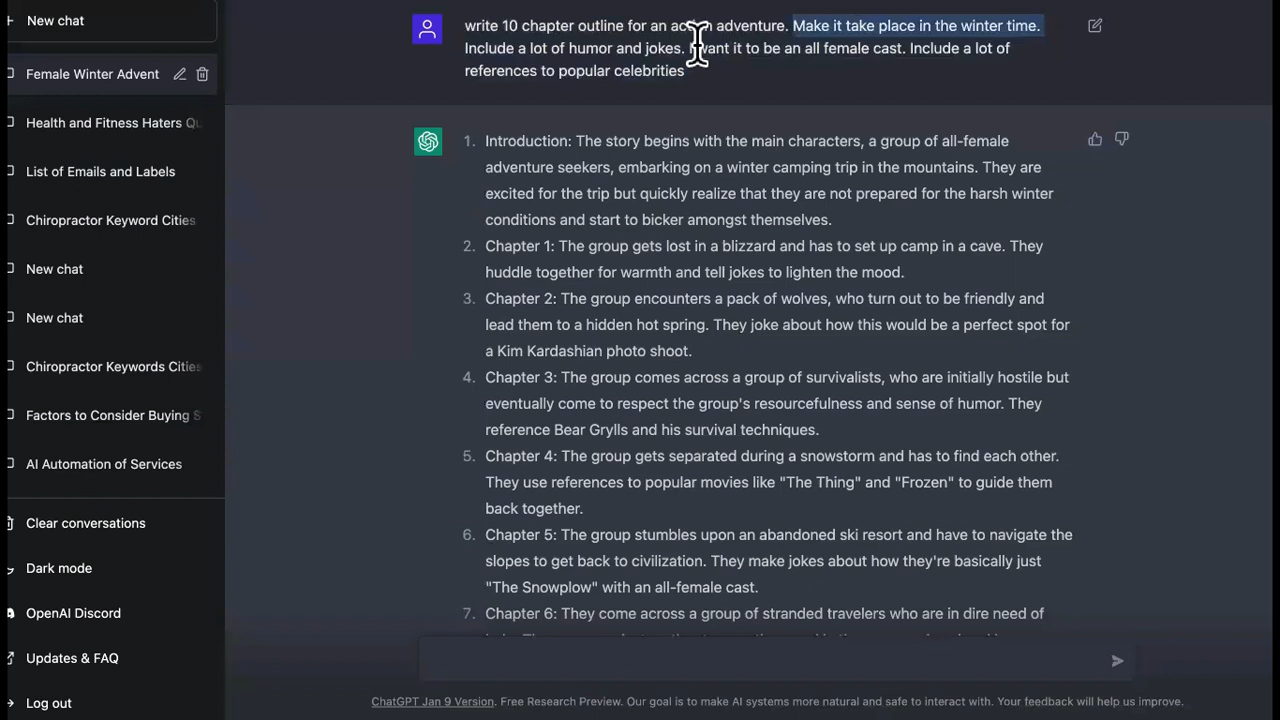 New chat
Female Winter Advent
Health and Fitness Haters Qu
List of Emails and Labels
Chiropractor Keyword Cities
New chat
New chat
Chiropractor Keywords Cities
Factors to Consider Buying S
AI Automation of Services
Clear conversations
Dark mode
OpenAI Discord
Updates & FAQ
Log out
write 10 chapter outline for an action adventure. Make it take place in the winter time.
Include a lot of humor and jokes. I want it to be an all female cast. Include a lot of
references to popular celebrities
1. Introduction: The story begins with the main characters, a group of all-female
adventure seekers, embarking on a winter camping trip in the mountains. They are
excited for the trip but quickly realize that they are not prepared for the harsh winter
conditions and start to bicker amongst themselves.
2. Chapter 1: The group gets lost in a blizzard and has to set up camp in a cave. They
huddle together for warmth and tell jokes to lighten the mood.
3. Chapter 2: The group encounters a pack of wolves, who turn out to be friendly and
lead them to a hidden hot spring. They joke about how this would be a perfect spot for
a Kim Kardashian photo shoot.
4. Chapter 3: The group comes across a group of survivalists, who are initially hostile but
eventually come to respect the group's resourcefulness and sense of humor. They
reference Bear Grylls and his survival techniques.
5. Chapter 4: The group gets separated during a snowstorm and has to find each other.
They use references to popular movies like "The Thing" and "Frozen" to guide them
back together.
6. Chapter 5: The group stumbles upon an abandoned ski resort and have to navigate the
slopes to get back to civilization. They make jokes about how they're basically just
"The Snowplow" with an all-female cast.
7. Chapter 6: They come across a group of stranded travelers who are in dire need of
ChatGPT Jan 9 Version. Free Research Preview. Our goal is to make AI systems more natural and safe to interact with. Your feedback will help us improve.